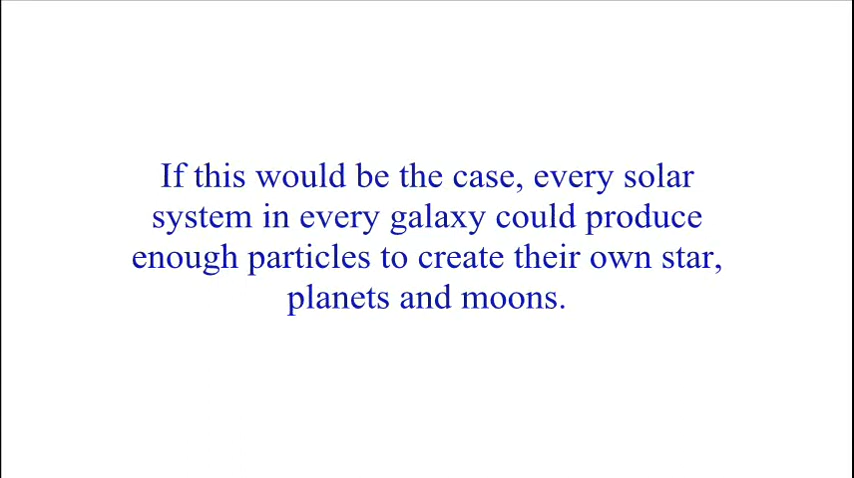 If this would be the case, every solar
system in every galaxy could produce
enough particles to create their own star,
planets and moons.